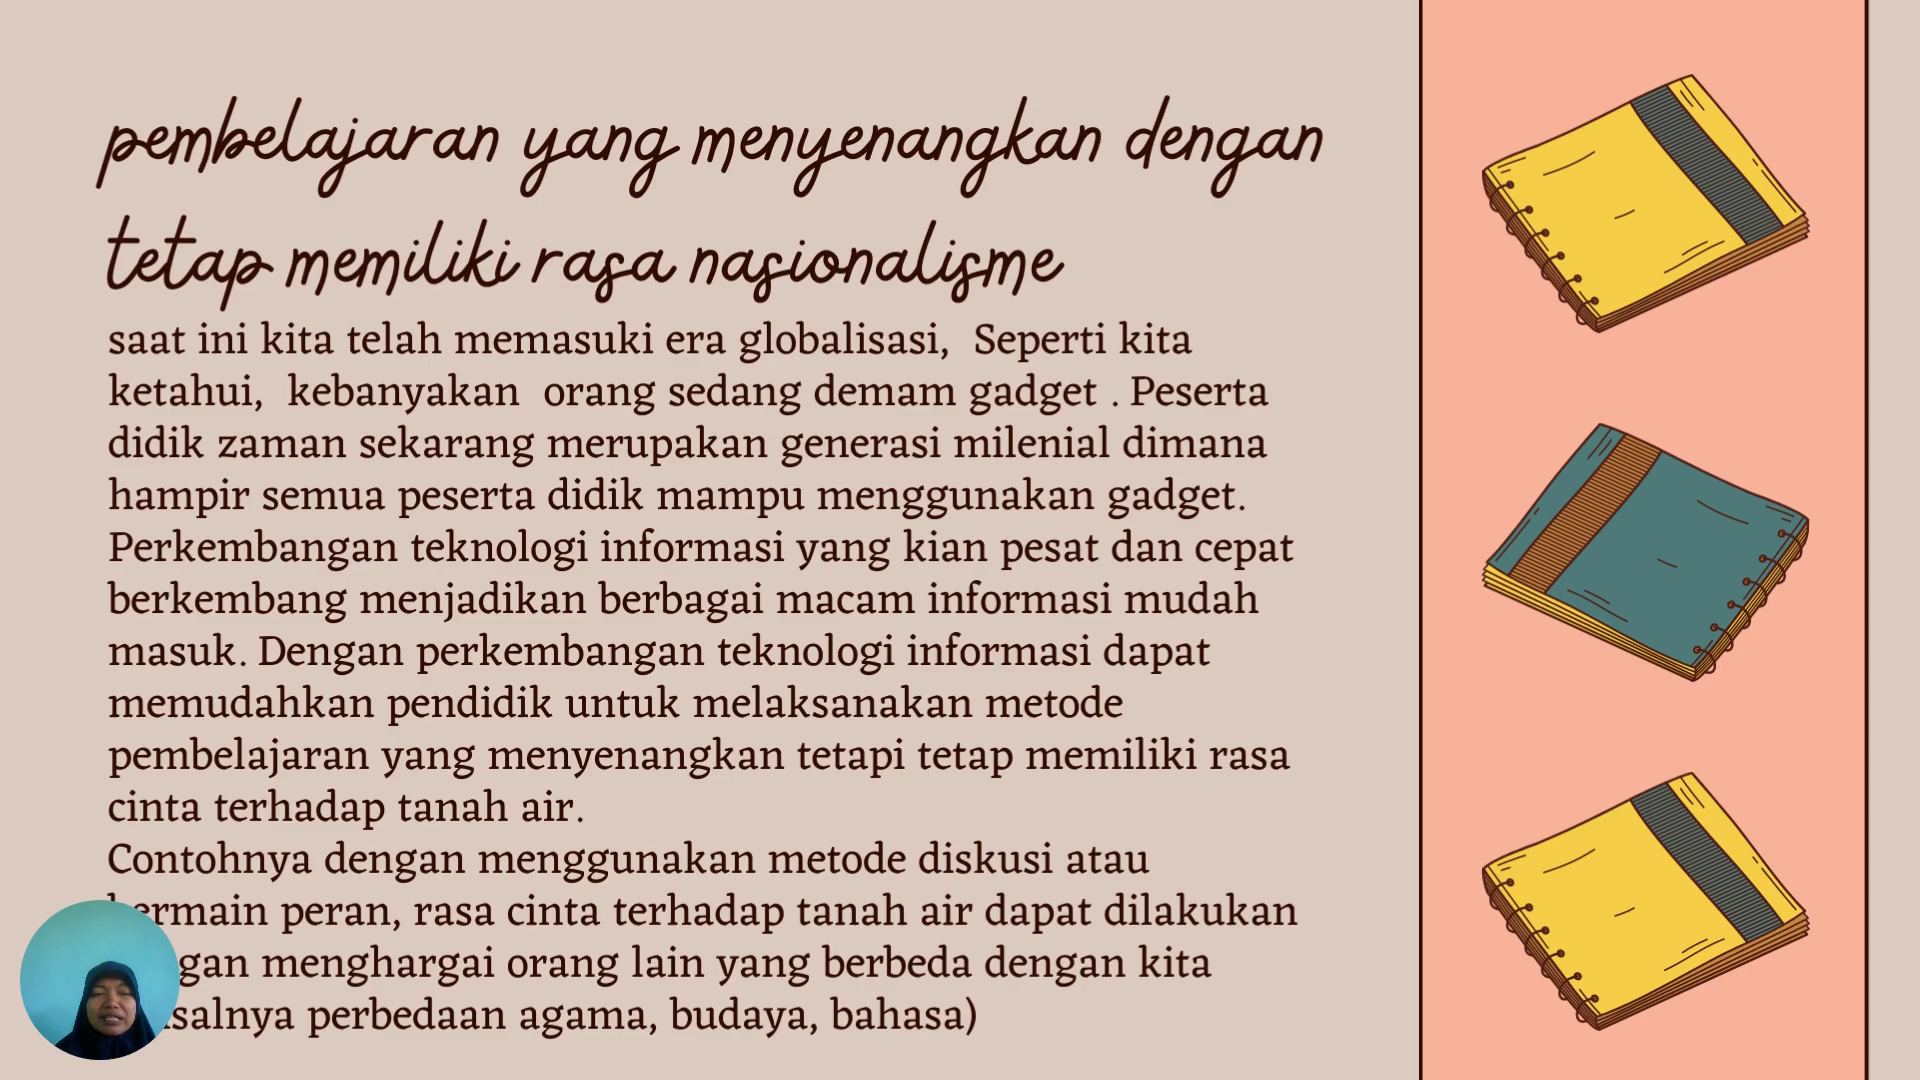 pembelajaran yang menyenangkan dengan
tetap memiliki rasa nasionalisme
saat ini kita telah memasuki era globalisasi,  Seperti kita
ketahui,  kebanyakan  orang sedang demam gadget . Peserta
didik zaman sekarang merupakan generasi milenial dimana
hampir semua peserta didik mampu menggunakan gadget.
Perkembangan teknologi informasi yang kian pesat dan cepat
berkembang menjadikan berbagai macam informasi mudah
masuk. Dengan perkembangan teknologi informasi dapat
memudahkan pendidik untuk melaksanakan metode
pembelajaran yang menyenangkan tetapi tetap memiliki rasa
cinta terhadap tanah air.
Contohnya dengan menggunakan metode diskusi atau
bermain peran, rasa cinta terhadap tanah air dapat dilakukan
menghargai orang lain yang berbeda dengan kita
perbedaan agama, budaya, bahasa)